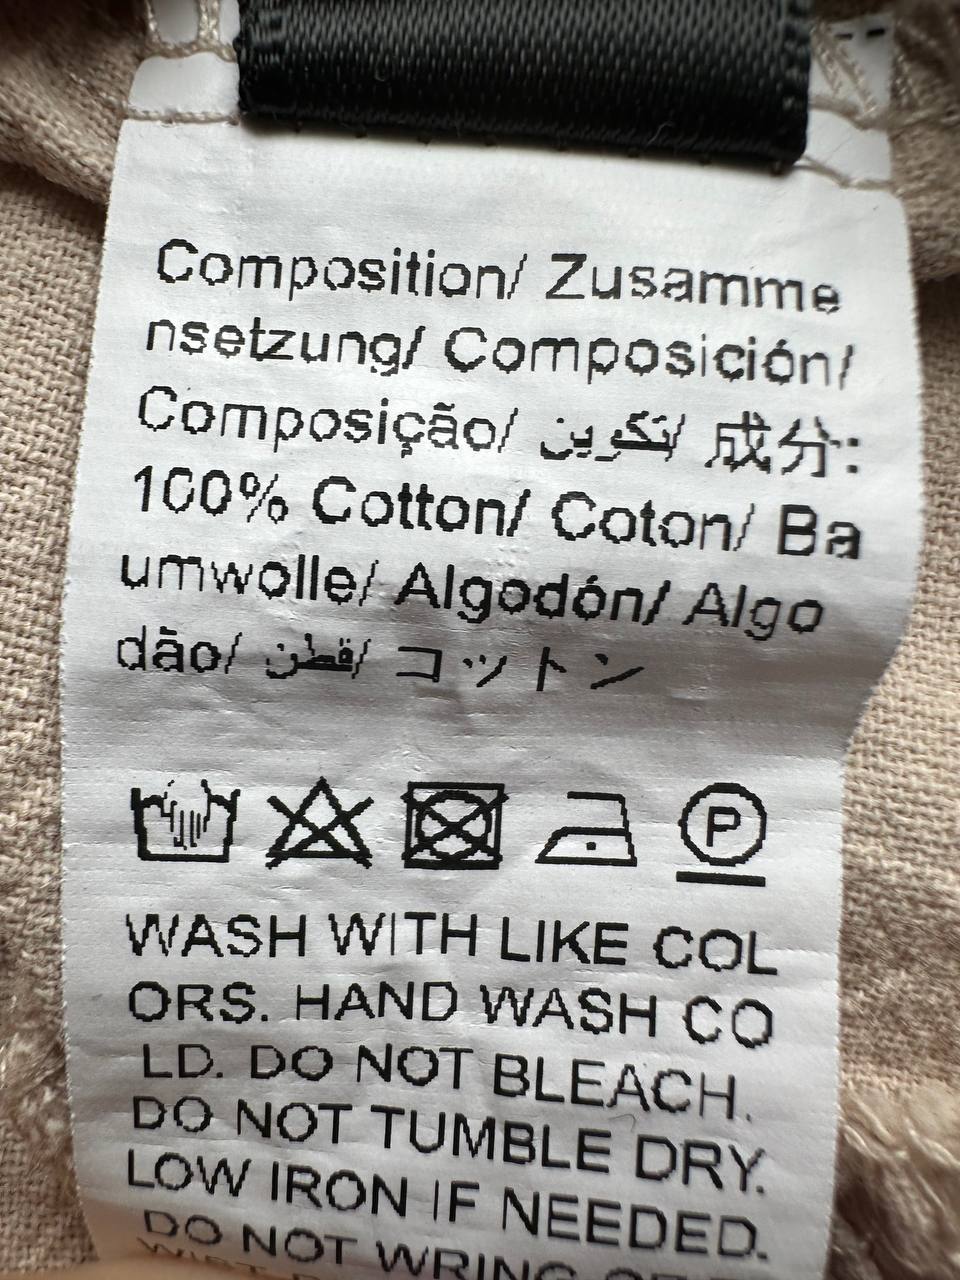 Composition/ Zusamme
nsetzung/ Composición/
Composição/ تكوين/ 成分:
100% Cotton/ Coton/ Ba
umwolle/ Algodón/ Algo
dão/ قطن/ コットン
P
WASH WITH LIKE COL
ORS. HAND WASH CO
LD. DO NOT BLEACH.
DO NOT TUMBLE DRY.
LOW IRON IF NEEDED.
DO NOT WRING